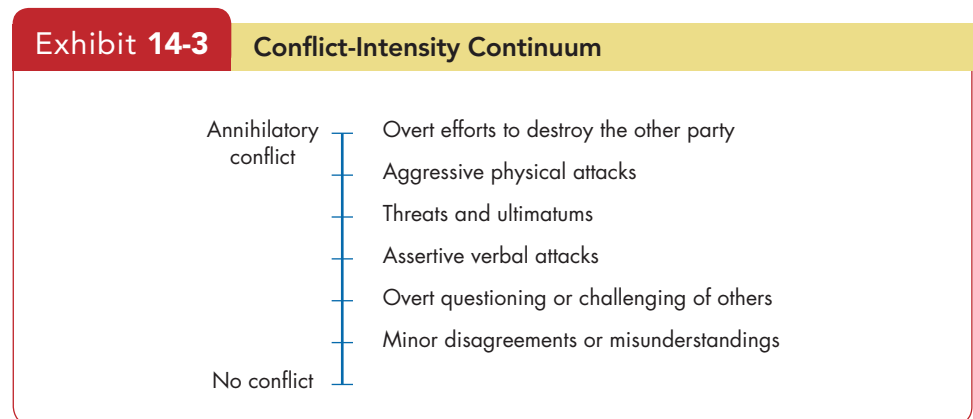 Exhibit 14-3 Conflict-Intensity Continuum
Annihilatory conflict
Overt efforts to destroy the other party
Aggressive physical attacks
Threats and ultimatums
Assertive verbal attacks
Overt questioning or challenging of others
Minor disagreements or misunderstandings
No conflict